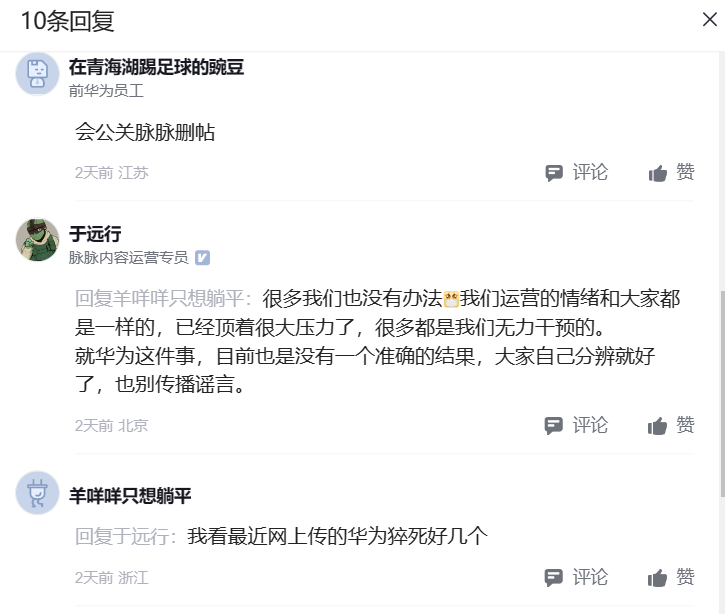 10条回复
在青海湖踢足球的豌豆
前华为员工
会公关脉脉删帖
2天前 江苏
评论 赞
于远行
脉脉内容运营专员
回复羊咩咩只想躺平：很多我们也没有办法😬我们运营的情绪和大家都
是一样的，已经顶着很大压力了，很多都是我们无力干预的。
就华为这件事，目前也是没有一个准确的结果，大家自己分辨就好
了，也别传播谣言。
2天前 北京
评论 赞
羊咩咩只想躺平
回复于远行：我看最近网上传的华为猝死好几个
2天前 浙江
评论 赞